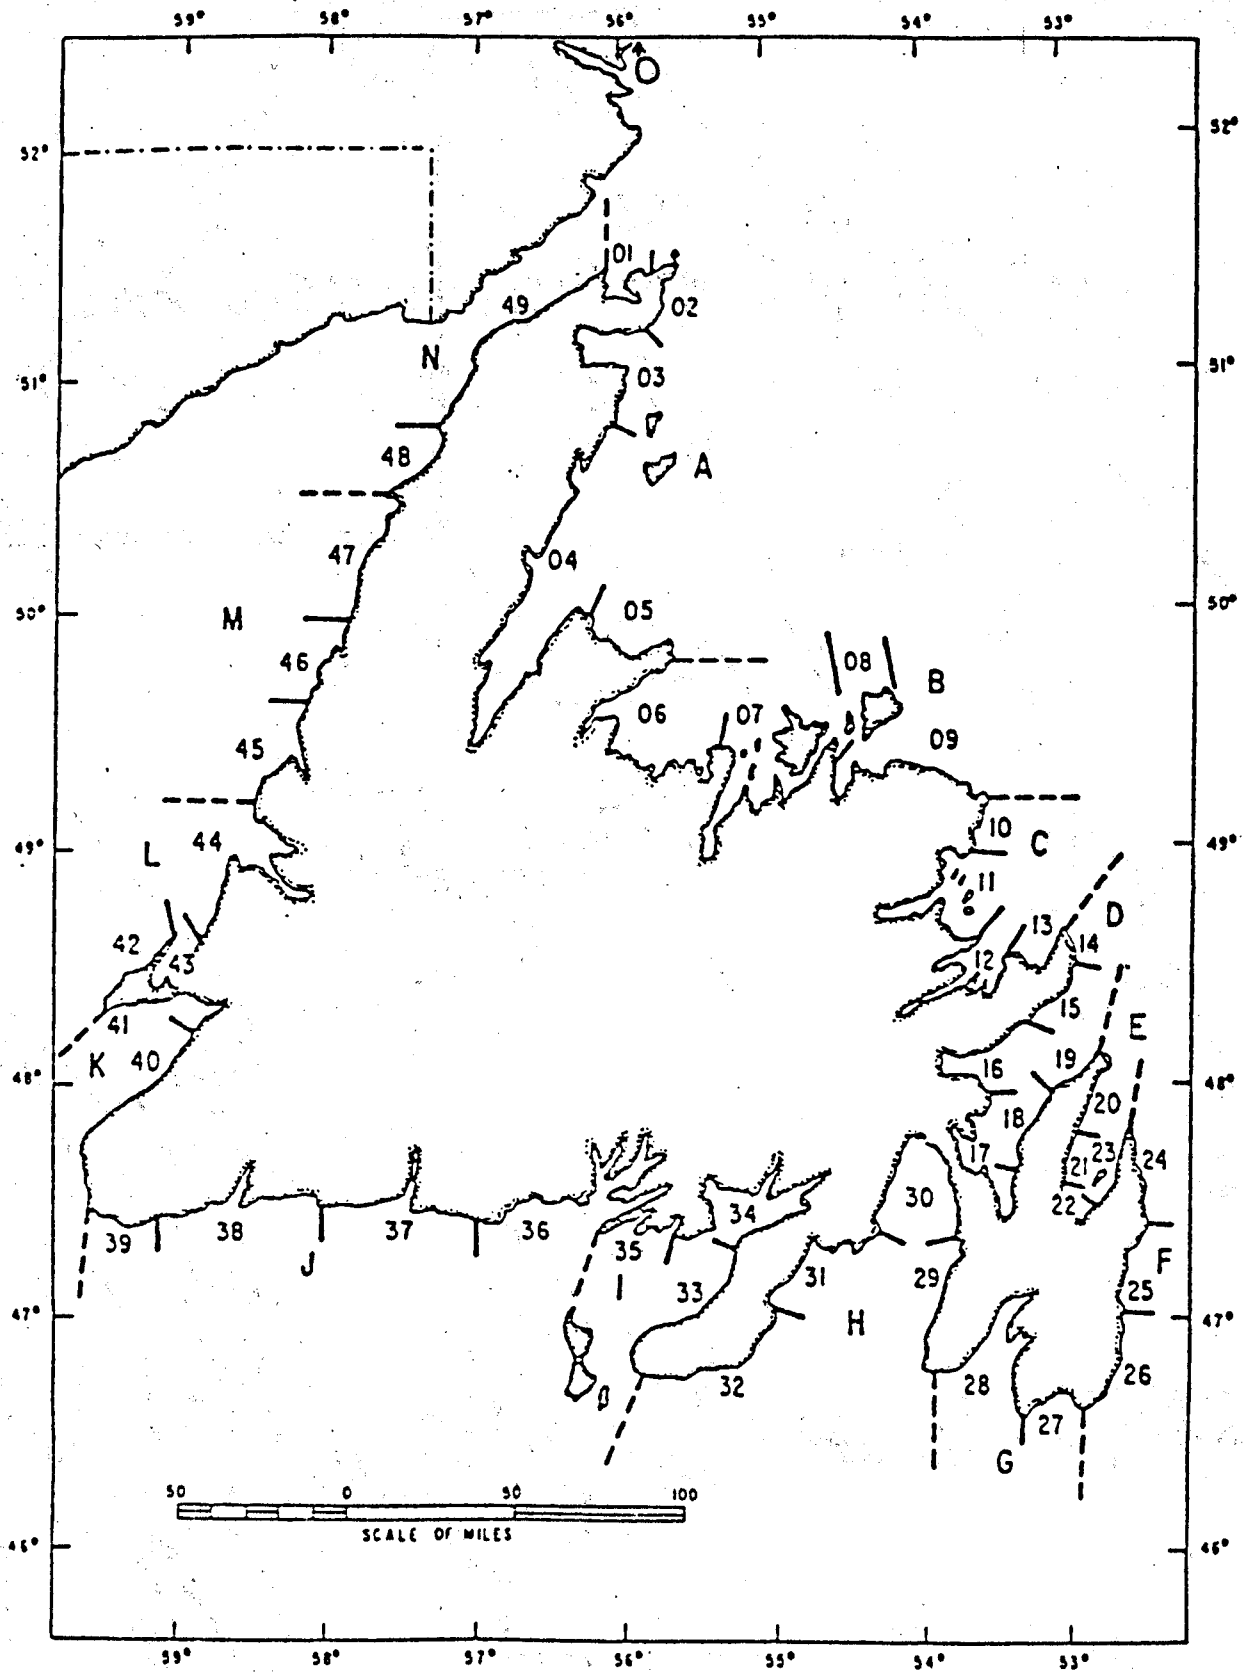 59° 58° 57° 56° 55° 54° 53°
O
52° 52°
01
49 02
N
51° 03 51°
48 A
47 04
50° M 05 50°
46 08 B
06 07
45 09
10
49° L 44 C 49°
11
42 13 D
43 12 14
41 15
K 40 16 19 E
48° 48°
18 20
17 21 23 24
22
30
39 38 37 36 35 34
J I F
33 31 29 25
47° H 47°
32 28 26
27
G
50 0 50 100
SCALE OF MILES
46° 46°
59° 58° 57° 56° 55° 54° 53°